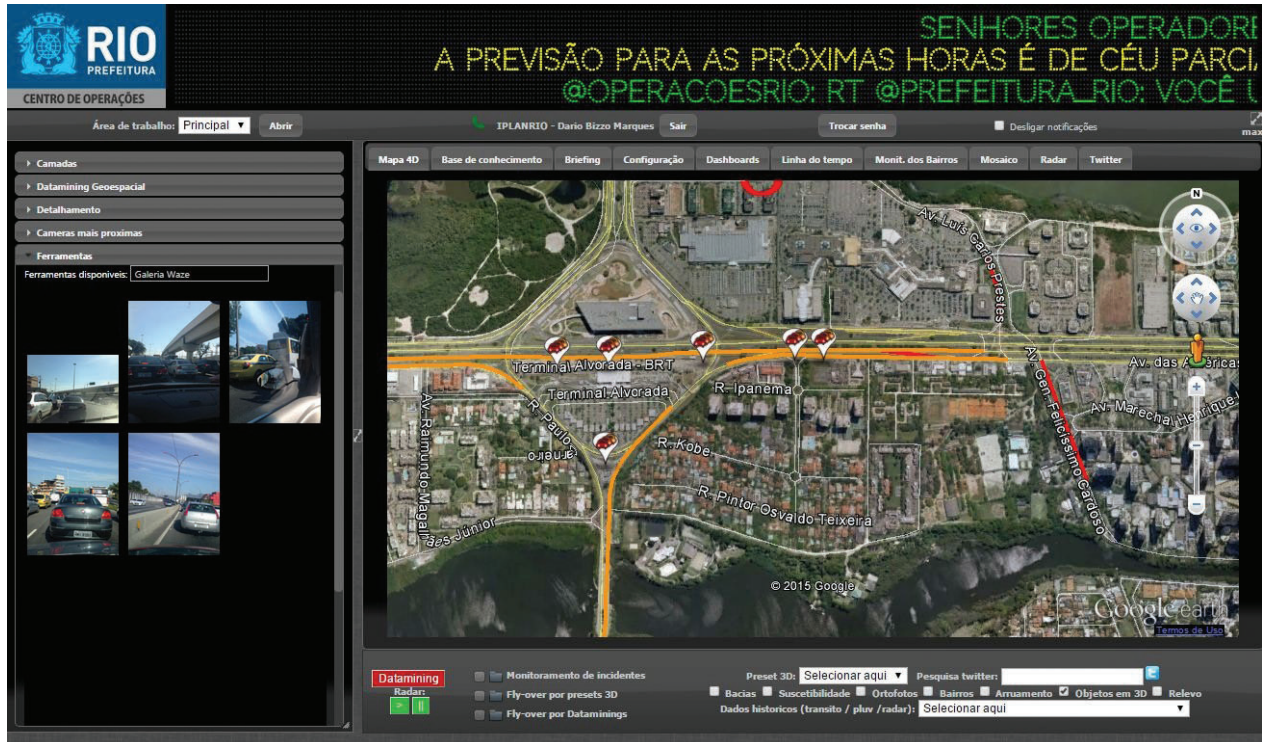 RIO
PREFEITURA
CENTRO DE OPERAÇÕES
SENHORES OPERADORE
A PREVISÃO PARA AS PRÓXIMAS HORAS É DE CÉU PARCI
@OPERACOESRIO: RT @PREFEITURA_RIO: VOCÊ
Área de trabalho: Principal Abrir
IPLANRIO - Dario Bizzo Marques Sair
Trocar senha
Desligar notificações
max
Camadas
Datamining Geoespacial
Detalhamento
Cameras mais proximas
Ferramentas
Ferramentas disponiveis: Galeria Waze
Mapa 4D Base de conhecimento Briefing Configuração Dashboards Linha do tempo Monit. dos Bairros Mosaico Radar Twitter
N
Av. Luís Carlos Prestes
Terminal Alvorada - BRT
Av. das Américas
Terminal Alvorada
R. Ipanema
Av. Gen. Felicíssimo Cardoso
Av. Marechal Henrique
R. Paulo
Av. Raimundo Magalhães Júnior
R. Kobe
R. Pintor Osvaldo Teixeira
© 2015 Google
Google earth
Termos de Uso
Datamining
Radar:
> ||
Monitoramento de incidentes
Fly-over por presets 3D
Fly-over por Dataminings
Preset 3D: Selecionar aqui Pesquisa twitter:
Bacias Suscetibilidade Ortofotos Bairros Arruamento Objetos em 3D Relevo
Dados historicos (transito / pluv /radar): Selecionar aqui